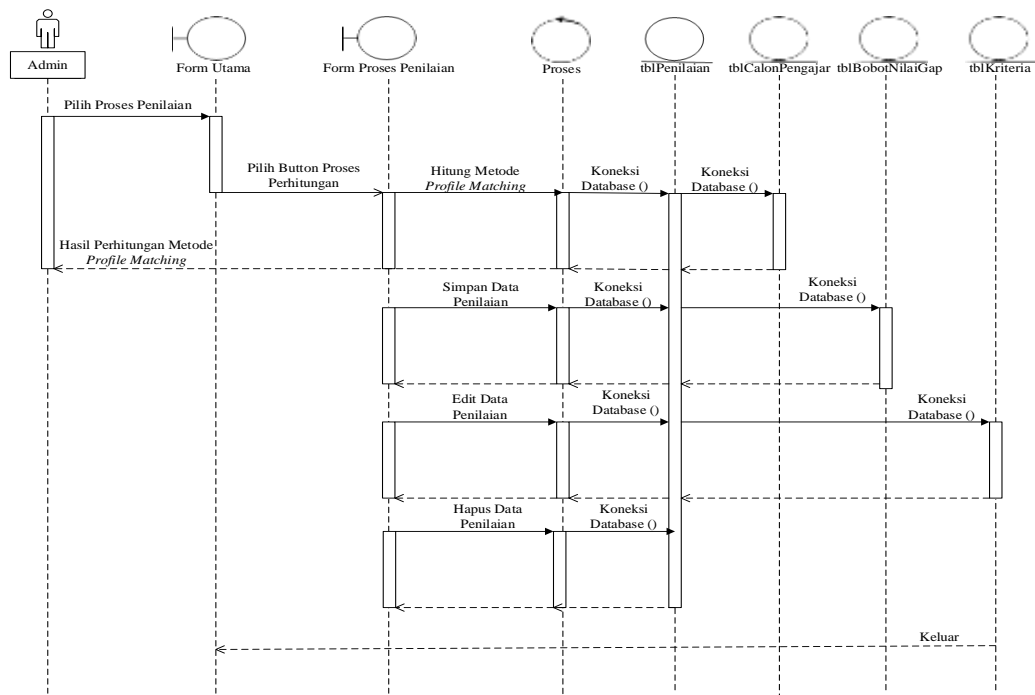 Admin
Form Utama
Form Proses Penilaian
Proses
tblPenilaian
tblCalonPengajar
tblBobotNilaiGap
tblKriteria
Pilih Proses Penilaian
Pilih Button Proses
Perhitungan
Hitung Metode
Profile Matching
Koneksi
Database ()
Koneksi
Database ()
Hasil Perhitungan Metode
Profile Matching
Simpan Data
Penilaian
Koneksi
Database ()
Koneksi
Database ()
Edit Data
Penilaian
Koneksi
Database ()
Koneksi
Database ()
Hapus Data
Penilaian
Koneksi
Database ()
Keluar